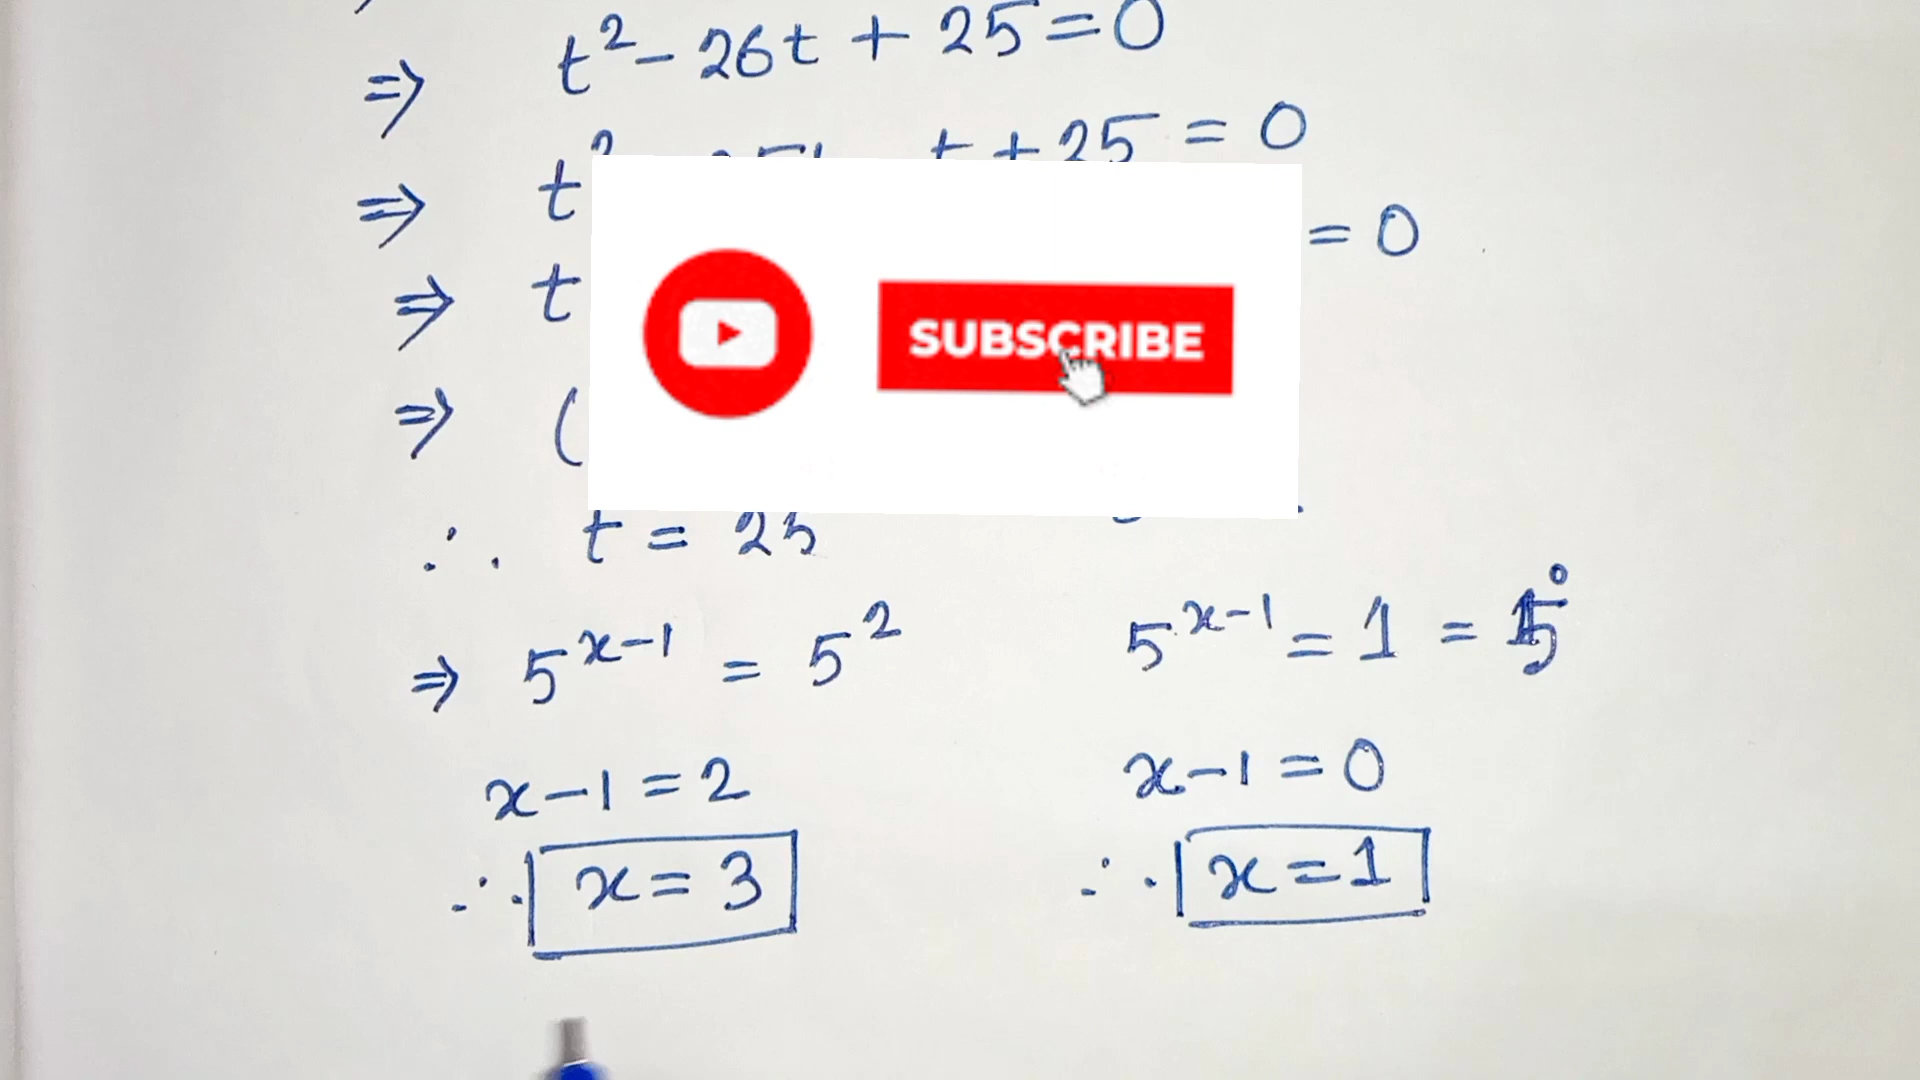 ⇒ t² - 26t + 25 = 0
⇒ t² t + 25 = 0
⇒ t = 0
⇒ (
SUBSCRIBE
∴ t = 25
⇒ 5^{x-1} = 5² 5^{x-1} = 1 = 5⁰
x - 1 = 2 x - 1 = 0
∴ x = 3 ∴ x = 1